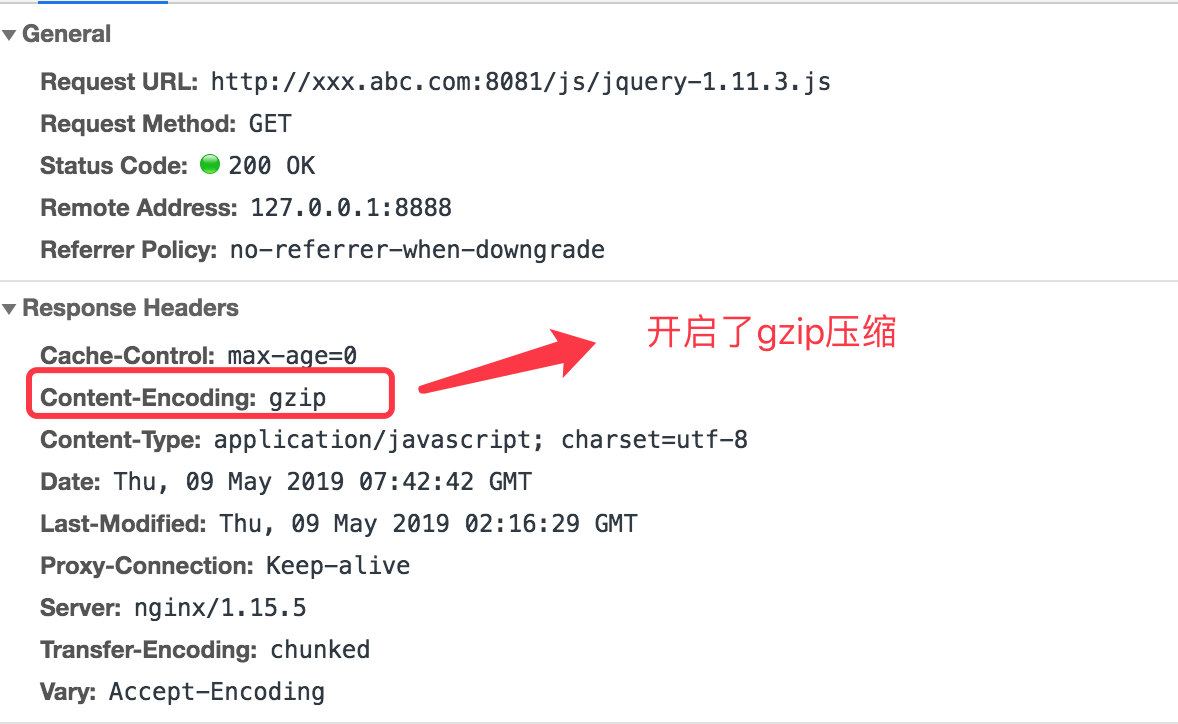 General
Request URL: http://xxx.abc.com:8081/js/jquery-1.11.3.js
Request Method: GET
Status Code: 200 OK
Remote Address: 127.0.0.1:8888
Referrer Policy: no-referrer-when-downgrade
Response Headers
开启了gzip压缩
Cache-Control: max-age=0
Content-Encoding: gzip
Content-Type: application/javascript; charset=utf-8
Date: Thu, 09 May 2019 07:42:42 GMT
Last-Modified: Thu, 09 May 2019 02:16:29 GMT
Proxy-Connection: Keep-alive
Server: nginx/1.15.5
Transfer-Encoding: chunked
Vary: Accept-Encoding